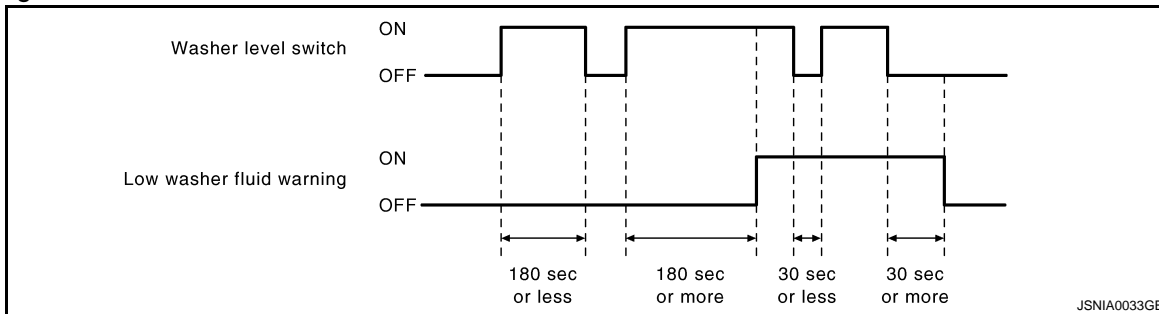 Washer level switch
ON
OFF
Low washer fluid warning
ON
OFF
180 sec
or less
180 sec
or more
30 sec
or less
30 sec
or more